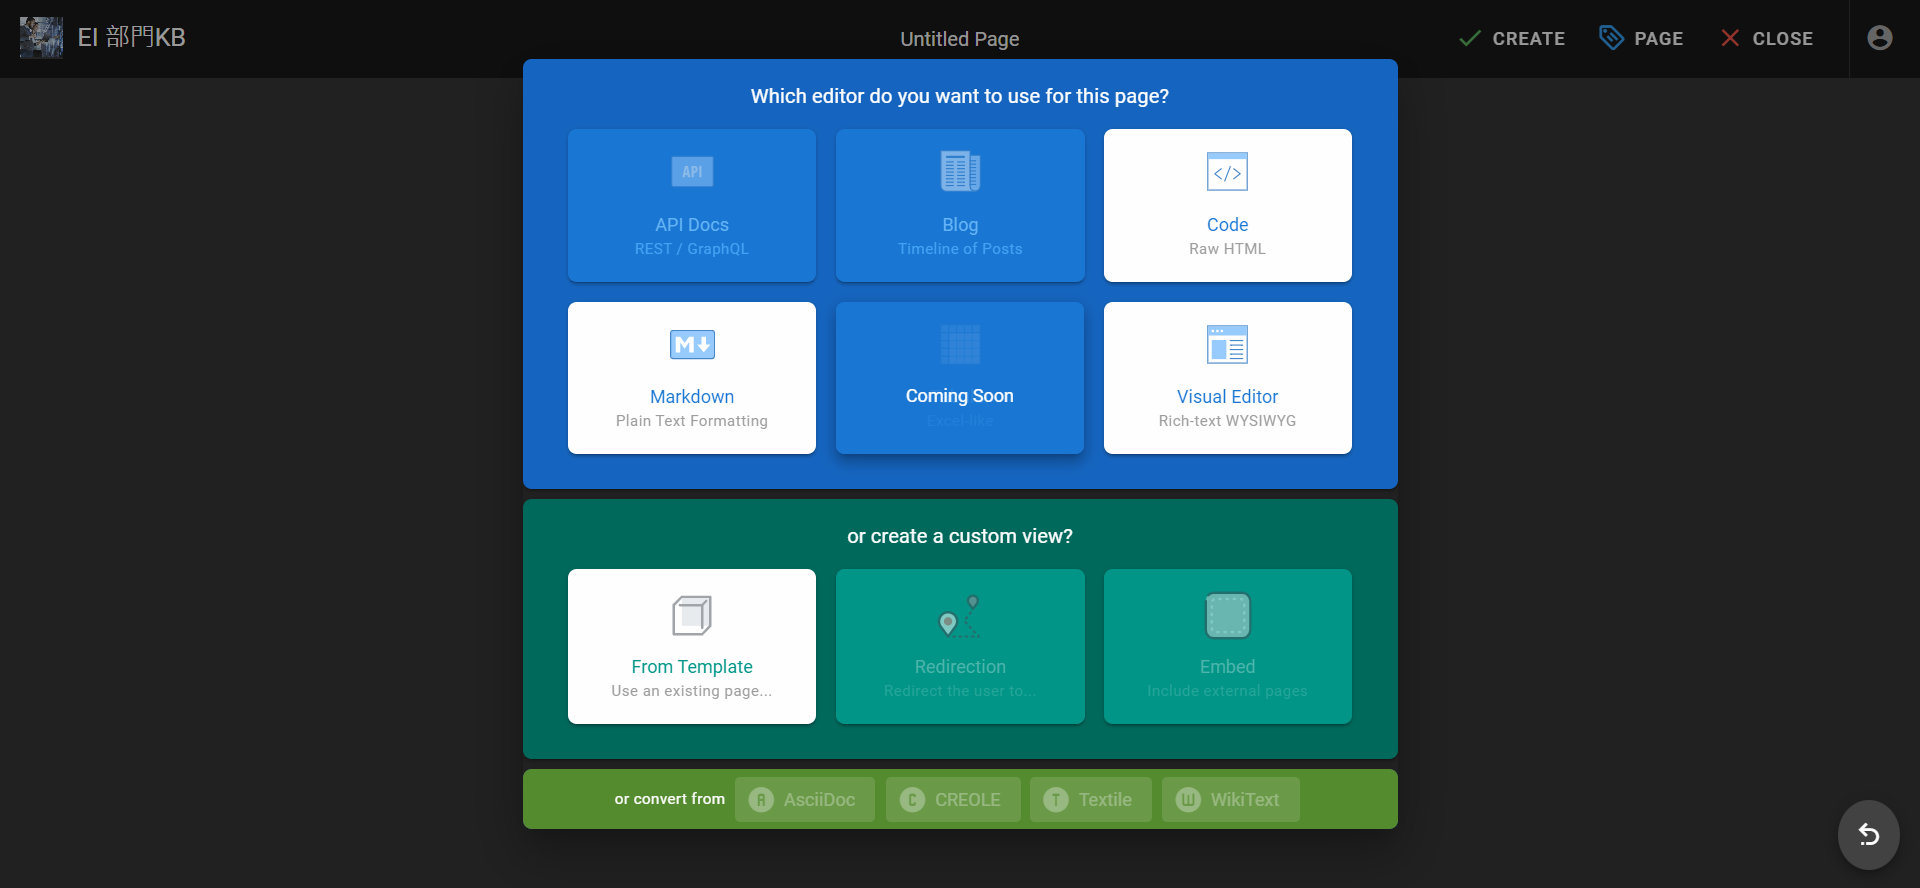 EI 部門KB
Untitled Page
CREATE
PAGE
CLOSE
Which editor do you want to use for this page?
API
API Docs
REST / GraphQL
Blog
Timeline of Posts
</>
Code
Raw HTML
M
Markdown
Plain Text Formatting
Coming Soon
Excel-like
Visual Editor
Rich-text WYSIWYG
or create a custom view?
From Template
Use an existing page...
Redirection
Redirect the user to...
Embed
Include external pages
or convert from
A AsciiDoc
C CREOLE
T Textile
W WikiText